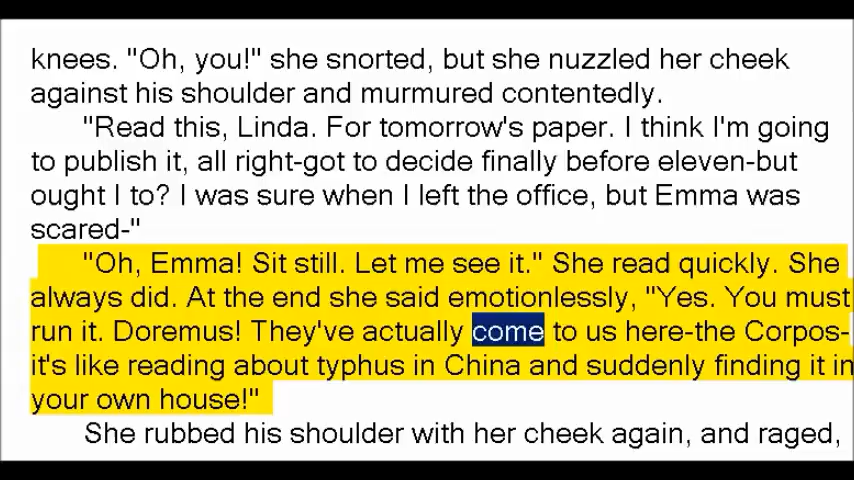 knees. "Oh, you!" she snorted, but she nuzzled her cheek
against his shoulder and murmured contentedly.
"Read this, Linda. For tomorrow's paper. I think I'm going
to publish it, all right-got to decide finally before eleven-but
ought I to? I was sure when I left the office, but Emma was
scared-"
"Oh, Emma! Sit still. Let me see it." She read quickly. She
always did. At the end she said emotionlessly, "Yes. You must
run it. Doremus! They've actually come to us here-the Corpos-
it's like reading about typhus in China and suddenly finding it in
your own house!"
She rubbed his shoulder with her cheek again, and raged,